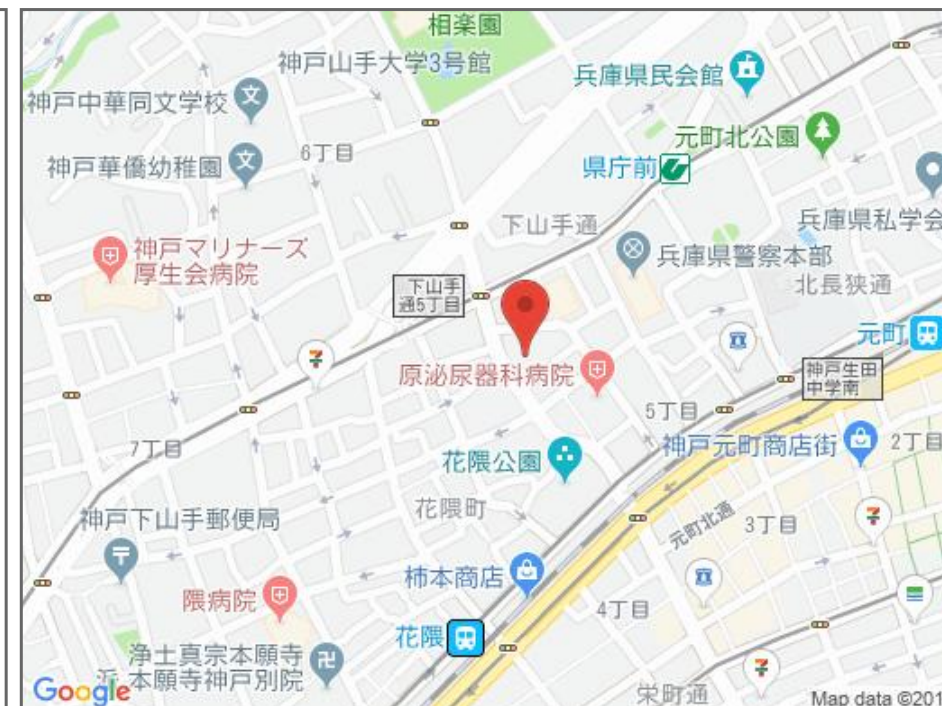 相楽園
神戸山手大学3号館
兵庫県民会館
神戸中華同文学校
元町北公園
6丁目
神戸華僑幼稚園
県庁前
下山手通
兵庫県私学会
神戸マリナーズ
厚生会病院
兵庫県警察本部
北長狭通
下山手
通5丁目
元町
神戸生田
中学南
原泌尿器科病院
5丁目
7丁目
花隈公園
神戸元町商店街
2丁目
花隈町
神戸下山手郵便局
元町北通
3丁目
柿本商店
隈病院
4丁目
花隈
浄土真宗本願寺
本願寺神戸別院
栄町通
Google
Map data ©201